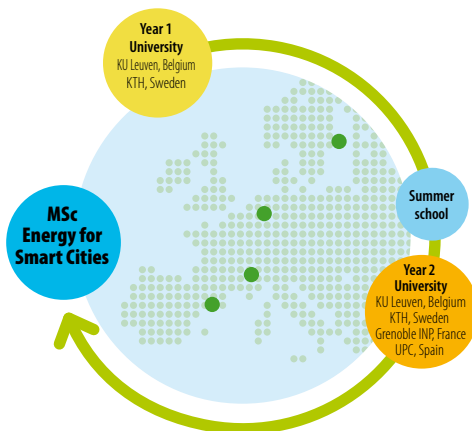 Year 1
University
KU Leuven, Belgium
KTH, Sweden
MSc
Energy for
Smart Cities
Summer
school
Year 2
University
KU Leuven, Belgium
KTH, Sweden
Grenoble INP, France
UPC, Spain